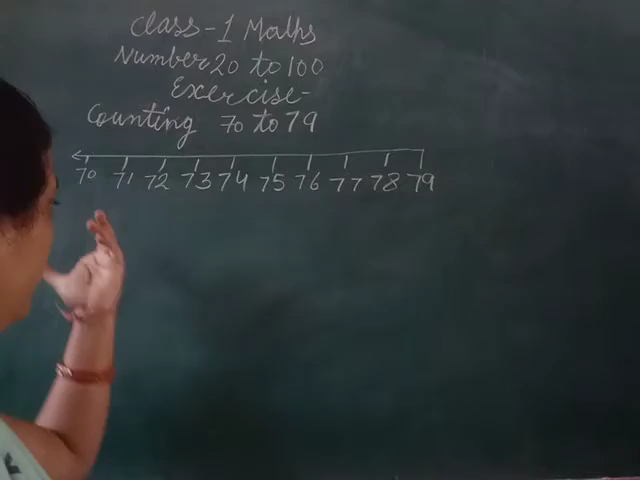 Class-1 Maths
Number 20 to 100
Exercise-
Counting 70 to 79
70 71 72 73 74 75 76 77 78 79